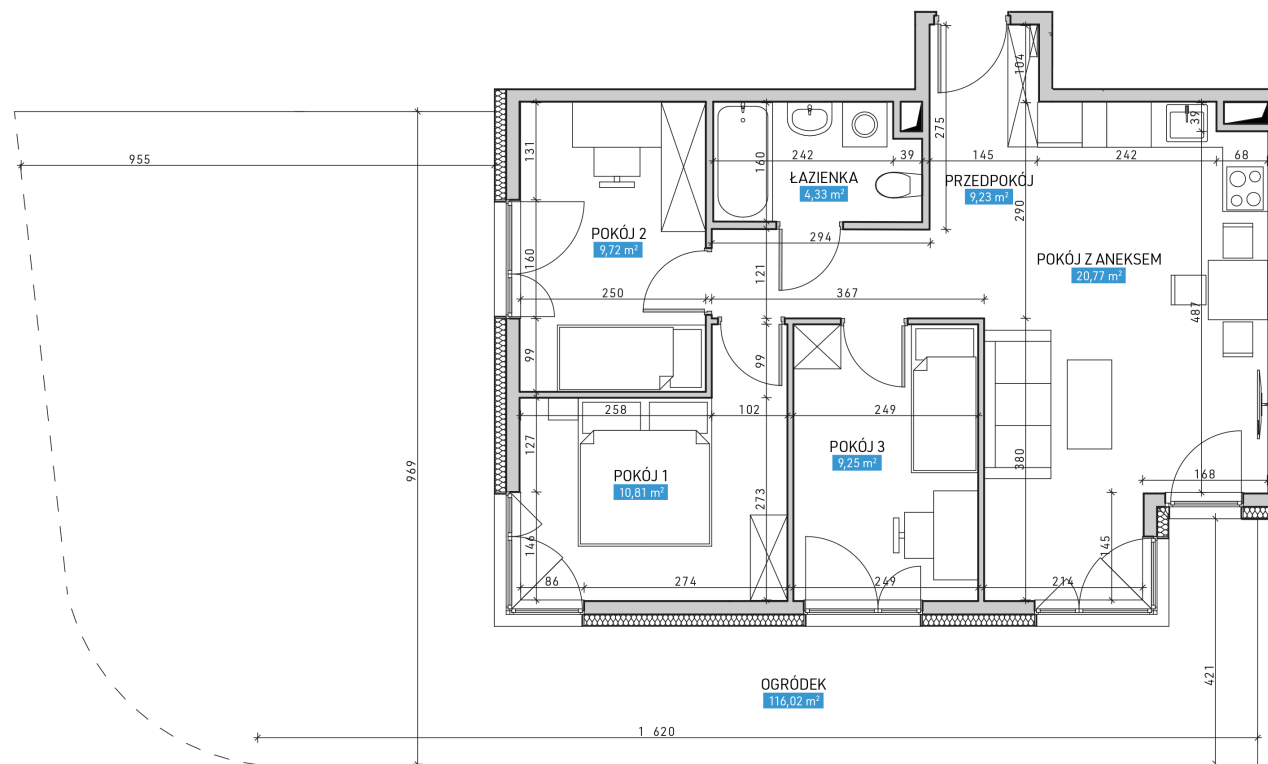 104
39
955
131
160
242
39
275
145
242
68
ŁAZIENKA
4,33 m²
PRZEDPOKÓJ
9,23 m²
290
POKÓJ 2
9,72 m²
294
160
121
POKÓJ Z ANEKSEM
20,77 m²
250
367
487
99
99
258
102
249
127
POKÓJ 3
9,25 m²
380
969
POKÓJ 1
10,81 m²
273
168
146
145
86
274
249
214
OGRÓDEK
116,02 m²
421
1 620